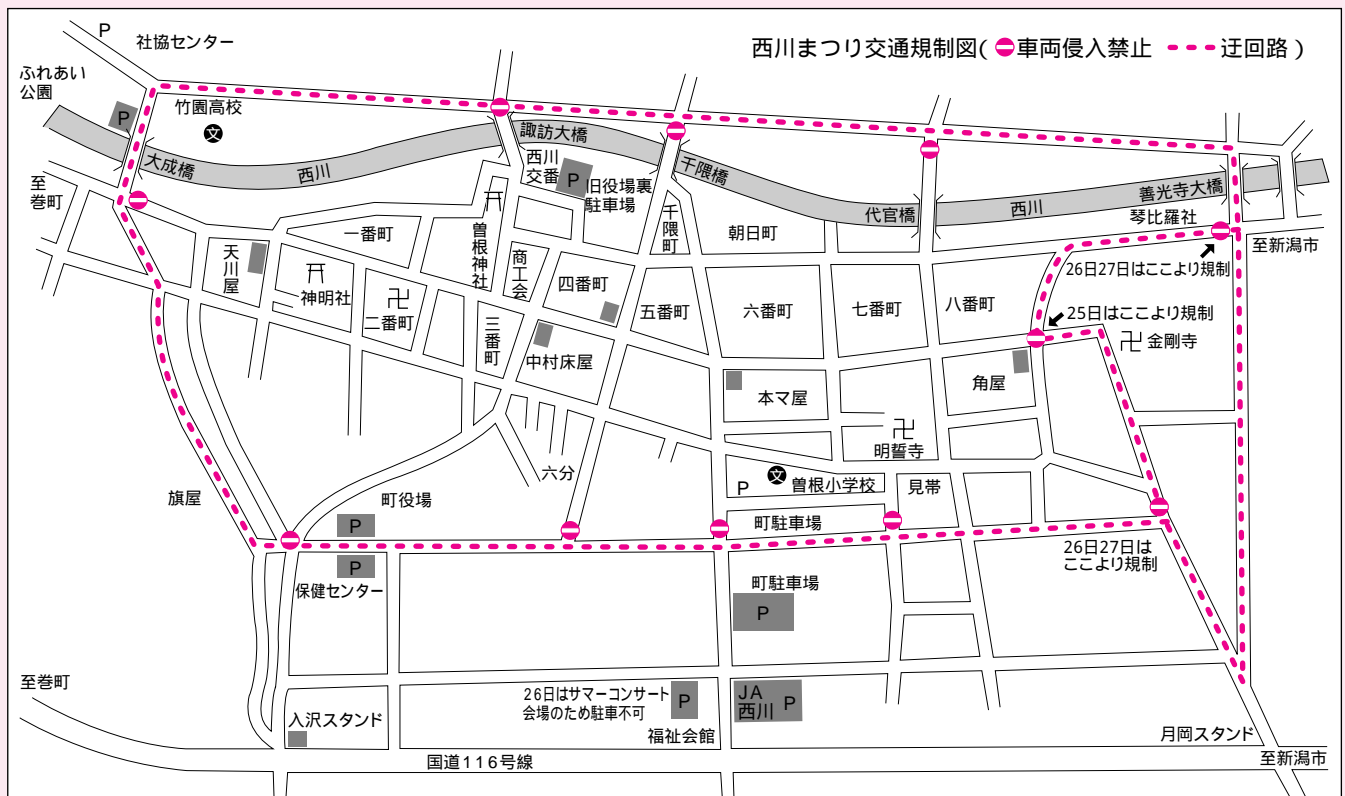 西川まつり交通規制図(⛔車両侵入禁止 ---迂回路)
P
社協センター
ふれあい
公園
P
竹園高校
文
大成橋
西川
諏訪大橋
西川
交番
P
旧役場裏
駐車場
千隈橋
代官橋
西川
善光寺大橋
琴比羅社
至新潟市
26日27日はここより規制
至
巻町
天川屋
一番町
神明社
卍
二番町
曽根神社
商工会
三番町
四番町
中村床屋
千隈町
朝日町
五番町
六番町
七番町
八番町
25日はここより規制
卍金剛寺
角屋
本マ屋
卍
明誓寺
六分
P
文
曽根小学校
見帯
旗屋
町役場
P
町駐車場
P
保健センター
26日27日は
ここより規制
町駐車場
P
至巻町
入沢スタンド
26日はサマーコンサート
会場のため駐車不可
P
福祉会館
JA
西川
P
月岡スタンド
国道116号線
至新潟市